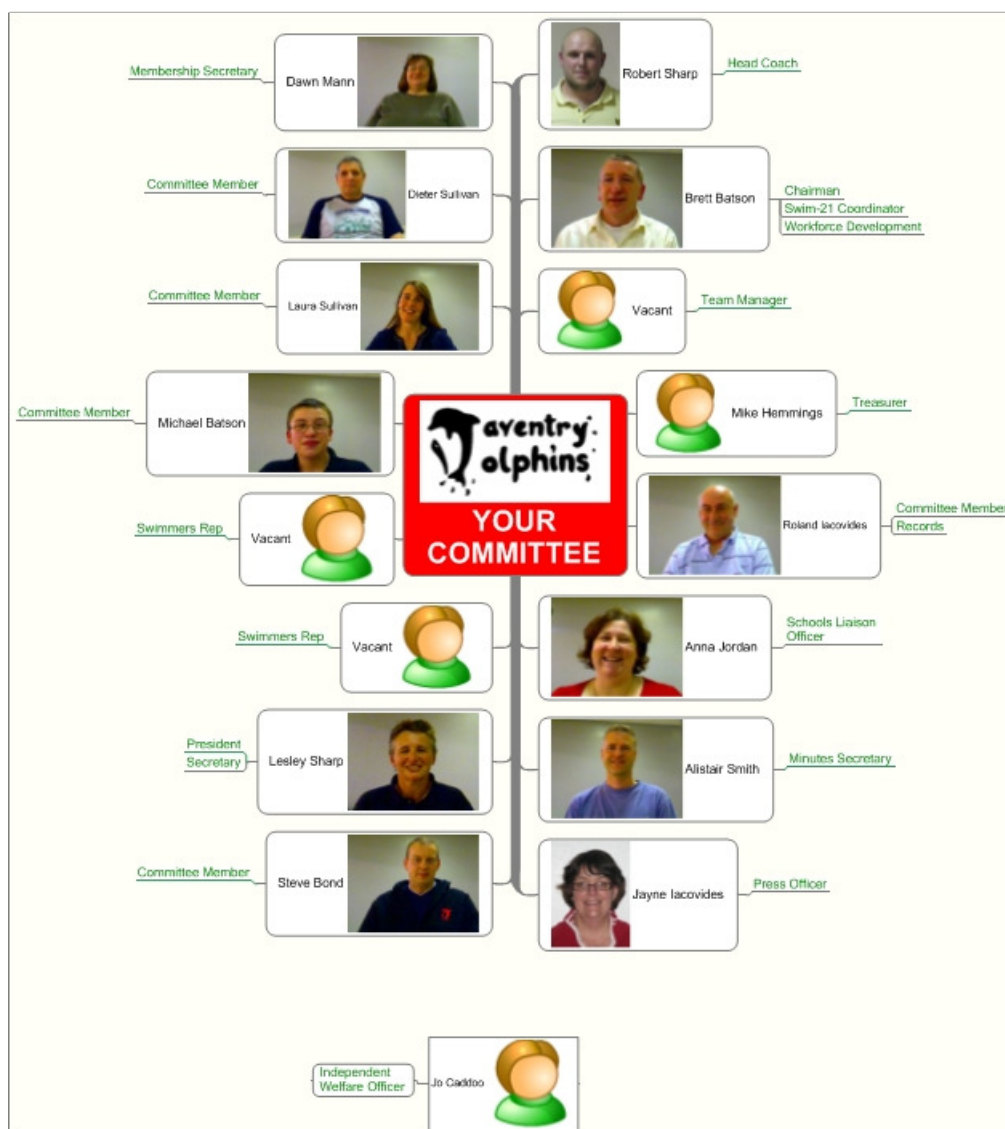 Membership Secretary
Dawn Mann
Robert Sharp
Head Coach
Committee Member
Dieter Sullivan
Brett Batson
Chairman
Swim-21 Coordinator
Workforce Development
Committee Member
Laura Sullivan
Vacant
Team Manager
Committee Member
Michael Batson
Mike Hemmings
Treasurer
Daventry
Dolphins
YOUR
COMMITTEE
Swimmers Rep
Vacant
Roland Iacovides
Committee Member
Records
Swimmers Rep
Vacant
Anna Jordan
Schools Liaison
Officer
President
Secretary
Lesley Sharp
Alistair Smith
Minutes Secretary
Committee Member
Steve Bond
Jayne Iacovides
Press Officer
Independent
Welfare Officer
Jo Caddoo